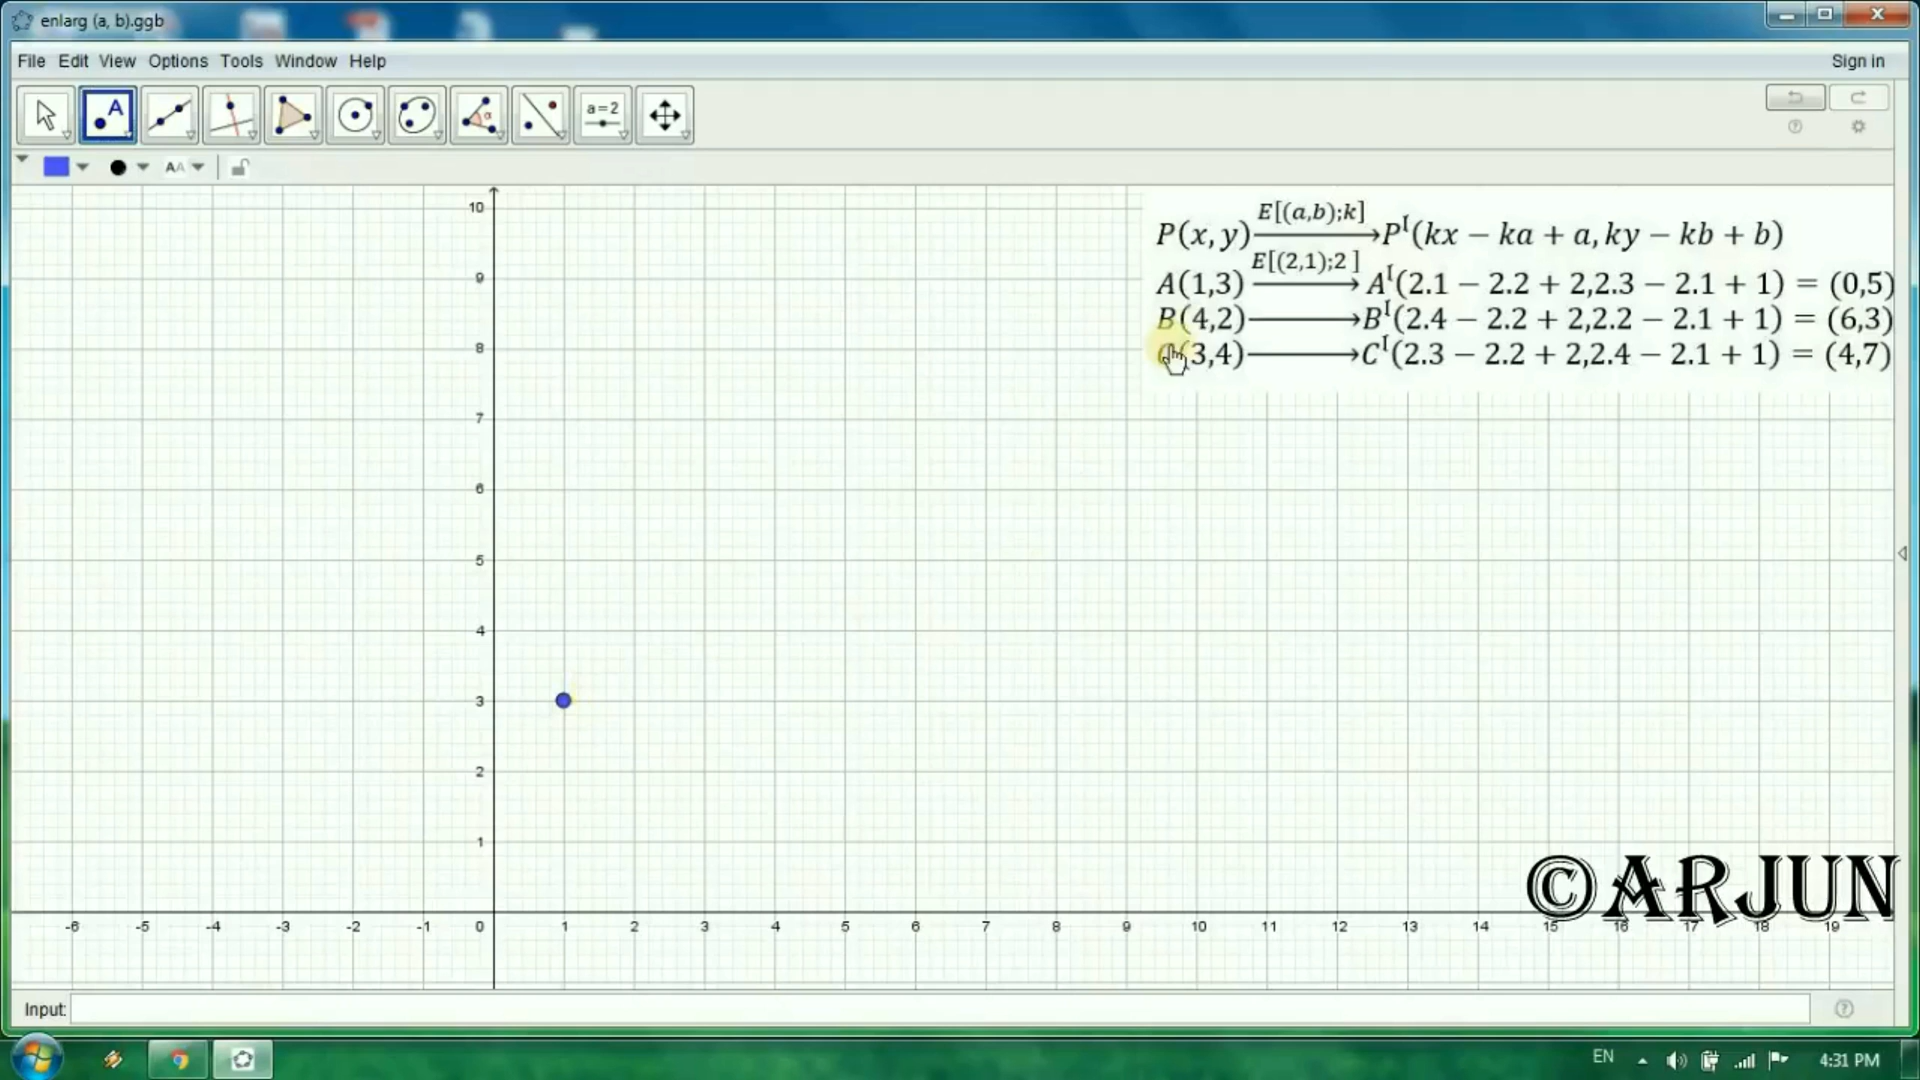 enlarg (a, b).ggb
File Edit View Options Tools Window Help Sign in
A α a=2
AA
E[(a,b);k]
P(x,y)→Pᴵ(kx − ka + a, ky − kb + b)
E[(2,1);2 ]
A(1,3)→Aᴵ(2.1 − 2.2 + 2,2.3 − 2.1 + 1) = (0,5)
B(4,2)→Bᴵ(2.4 − 2.2 + 2,2.2 − 2.1 + 1) = (6,3)
(3,4)→Cᴵ(2.3 − 2.2 + 2,2.4 − 2.1 + 1) = (4,7)
10
9
8
7
6
5
4
3
2
1
-6 -5 -4 -3 -2 -1 0 1 2 3 4 5 6 7 8 9 10 11 12 13 14 15 16 17 18 19
©ARJUN
Input:
EN 4:31 PM